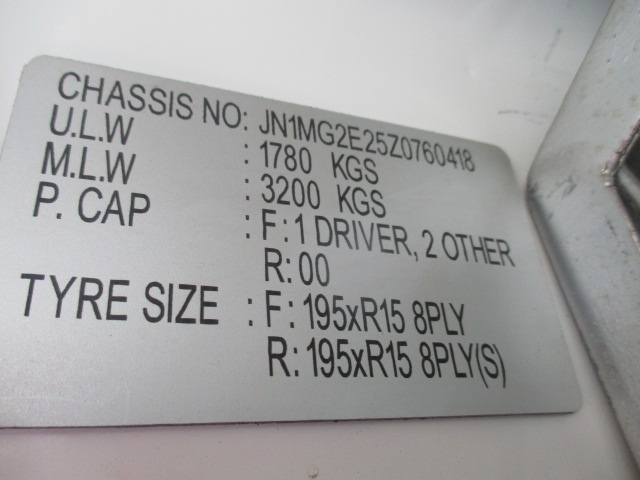 CHASSIS NO: JN1MG2E25Z0760418
U.L.W : 1780 KGS
M.L.W : 3200 KGS
P. CAP : F: 1 DRIVER, 2 OTHER
R: 00
TYRE SIZE : F: 195xR15 8PLY
R: 195xR15 8PLY(S)